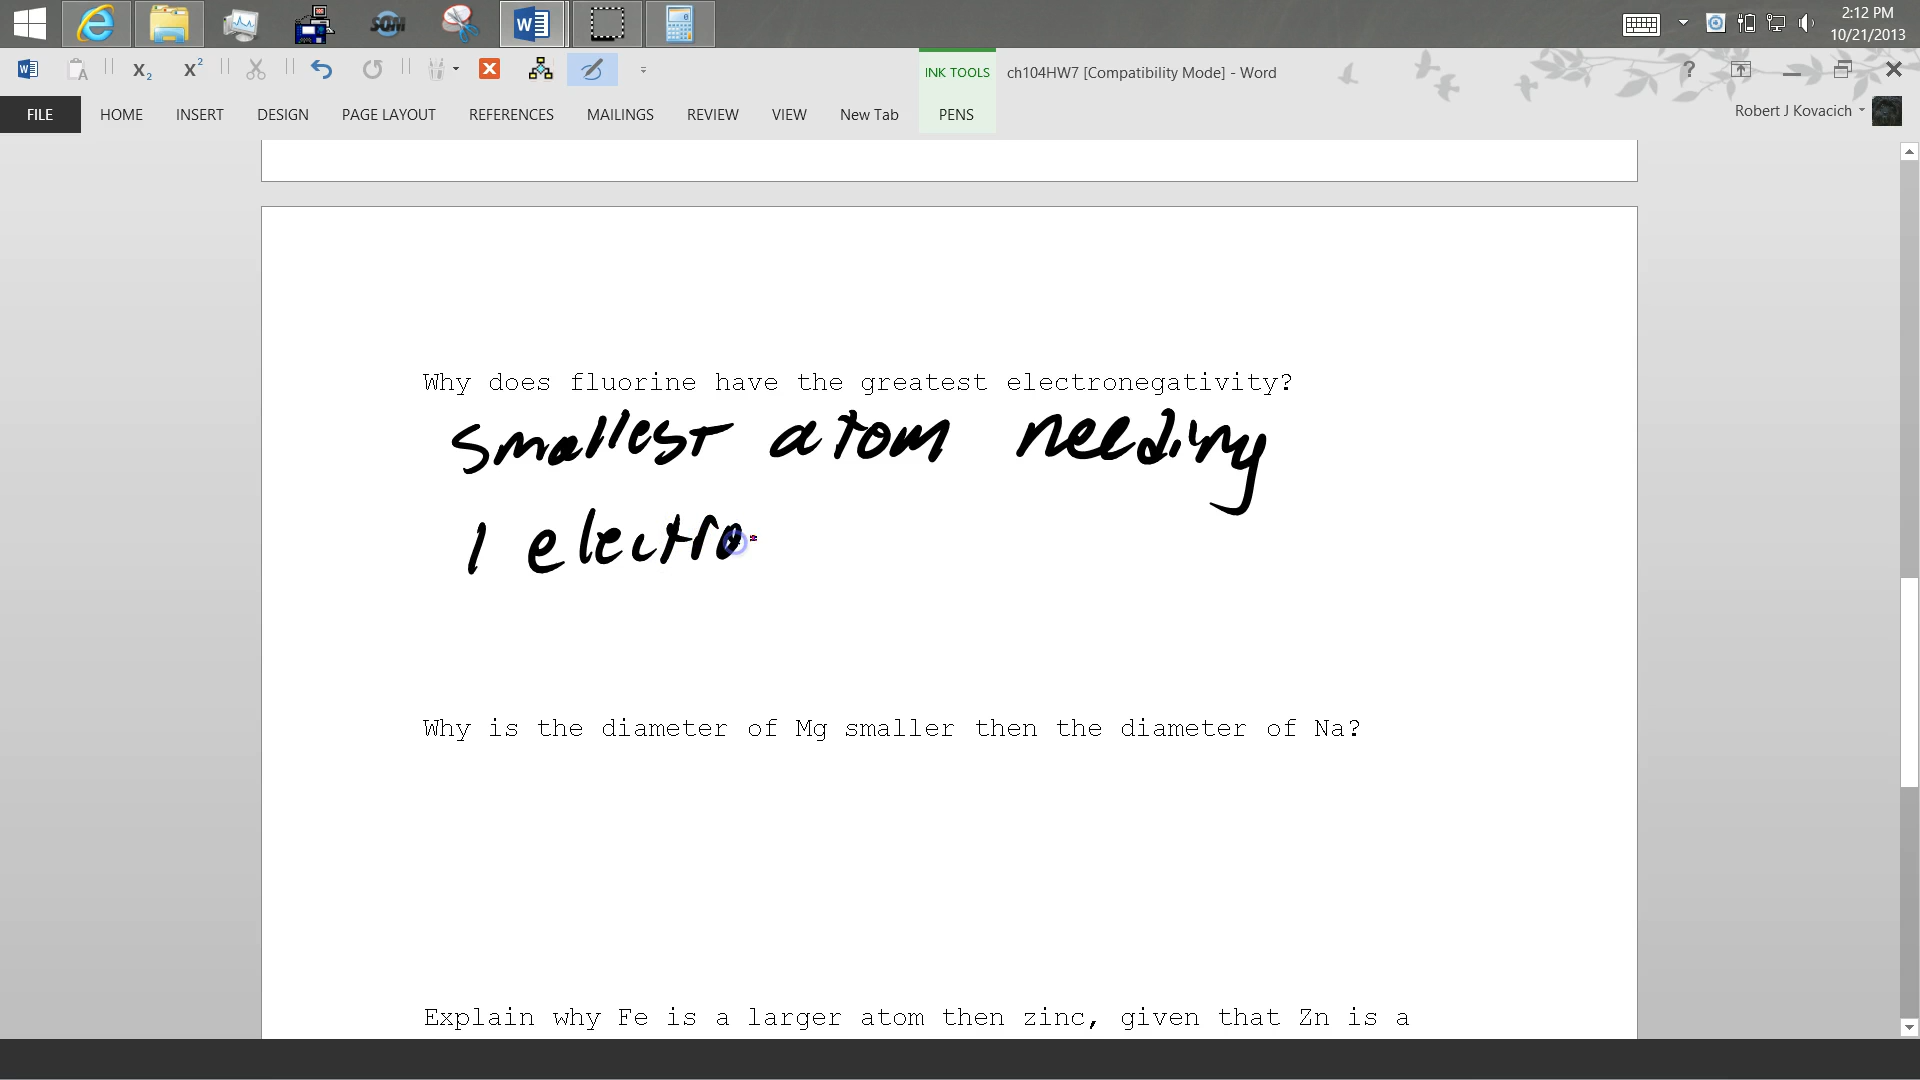 SQM
2:12 PM
10/21/2013
INK TOOLS
ch104HW7 [Compatibility Mode] - Word
FILE HOME INSERT DESIGN PAGE LAYOUT REFERENCES MAILINGS REVIEW VIEW New Tab PENS
Robert J Kovacich
Why does fluorine have the greatest electronegativity?
smallest atom needing
1 electro
Why is the diameter of Mg smaller then the diameter of Na?
Explain why Fe is a larger atom then zinc, given that Zn is a